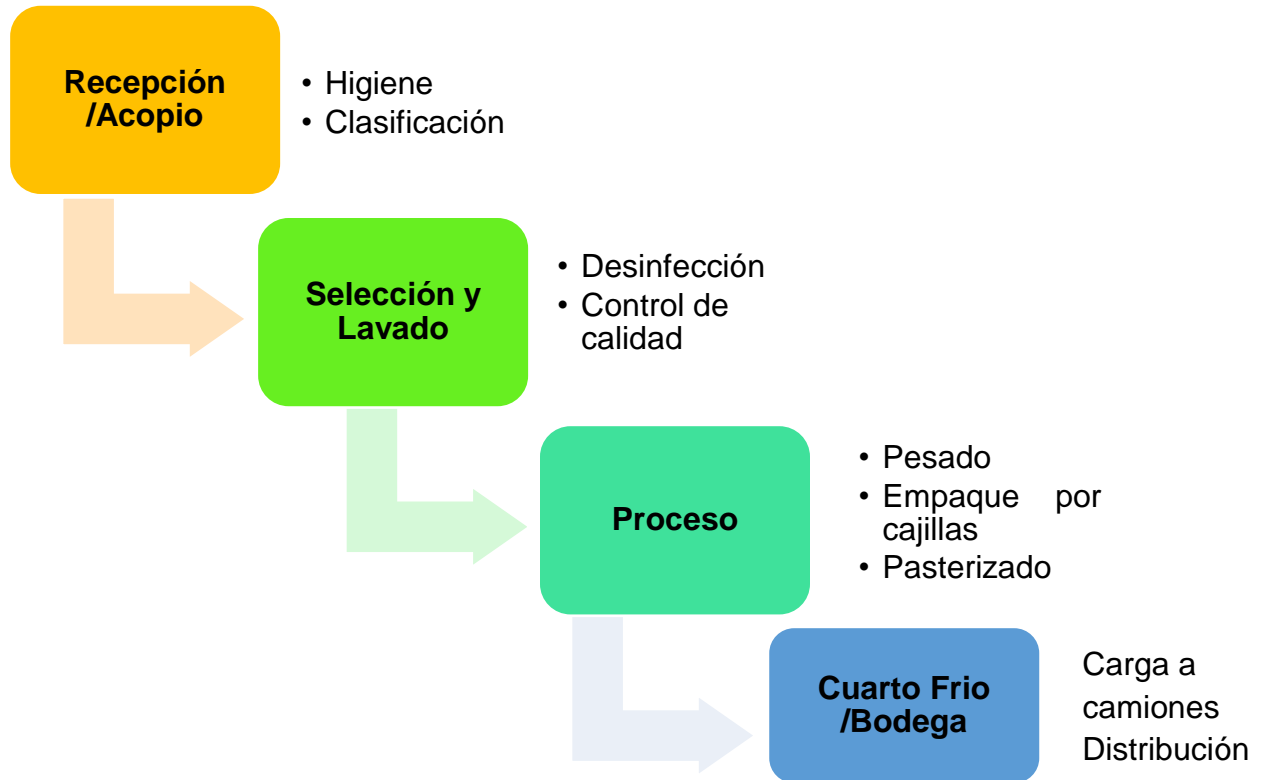 Recepción
/Acopio
• Higiene
• Clasificación
Selección y
Lavado
• Desinfección
• Control de
calidad
Proceso
• Pesado
• Empaque por
cajillas
• Pasterizado
Cuarto Frio
/Bodega
Carga a
camiones
Distribución